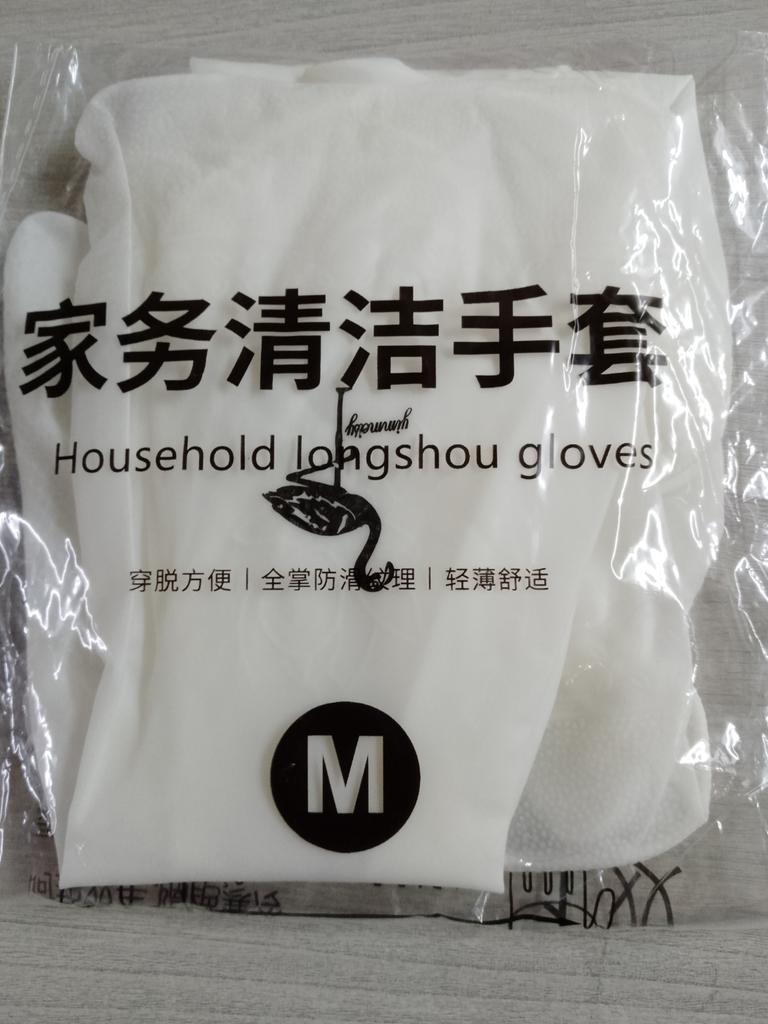 家务清洁手套
yimmeisy
Household longshou gloves
穿脱方便 | 全掌防滑纹理 | 轻薄舒适
M